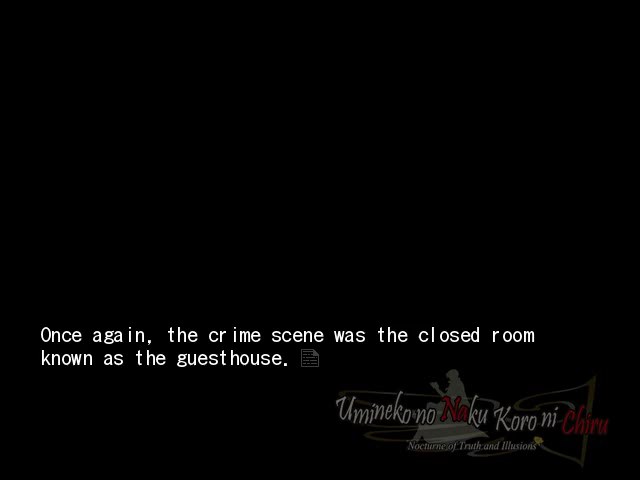 Once again, the crime scene was the closed room
known as the guesthouse.
Umineko no Naku Koro ni Chiru
Nocturne of Truth and Illusions